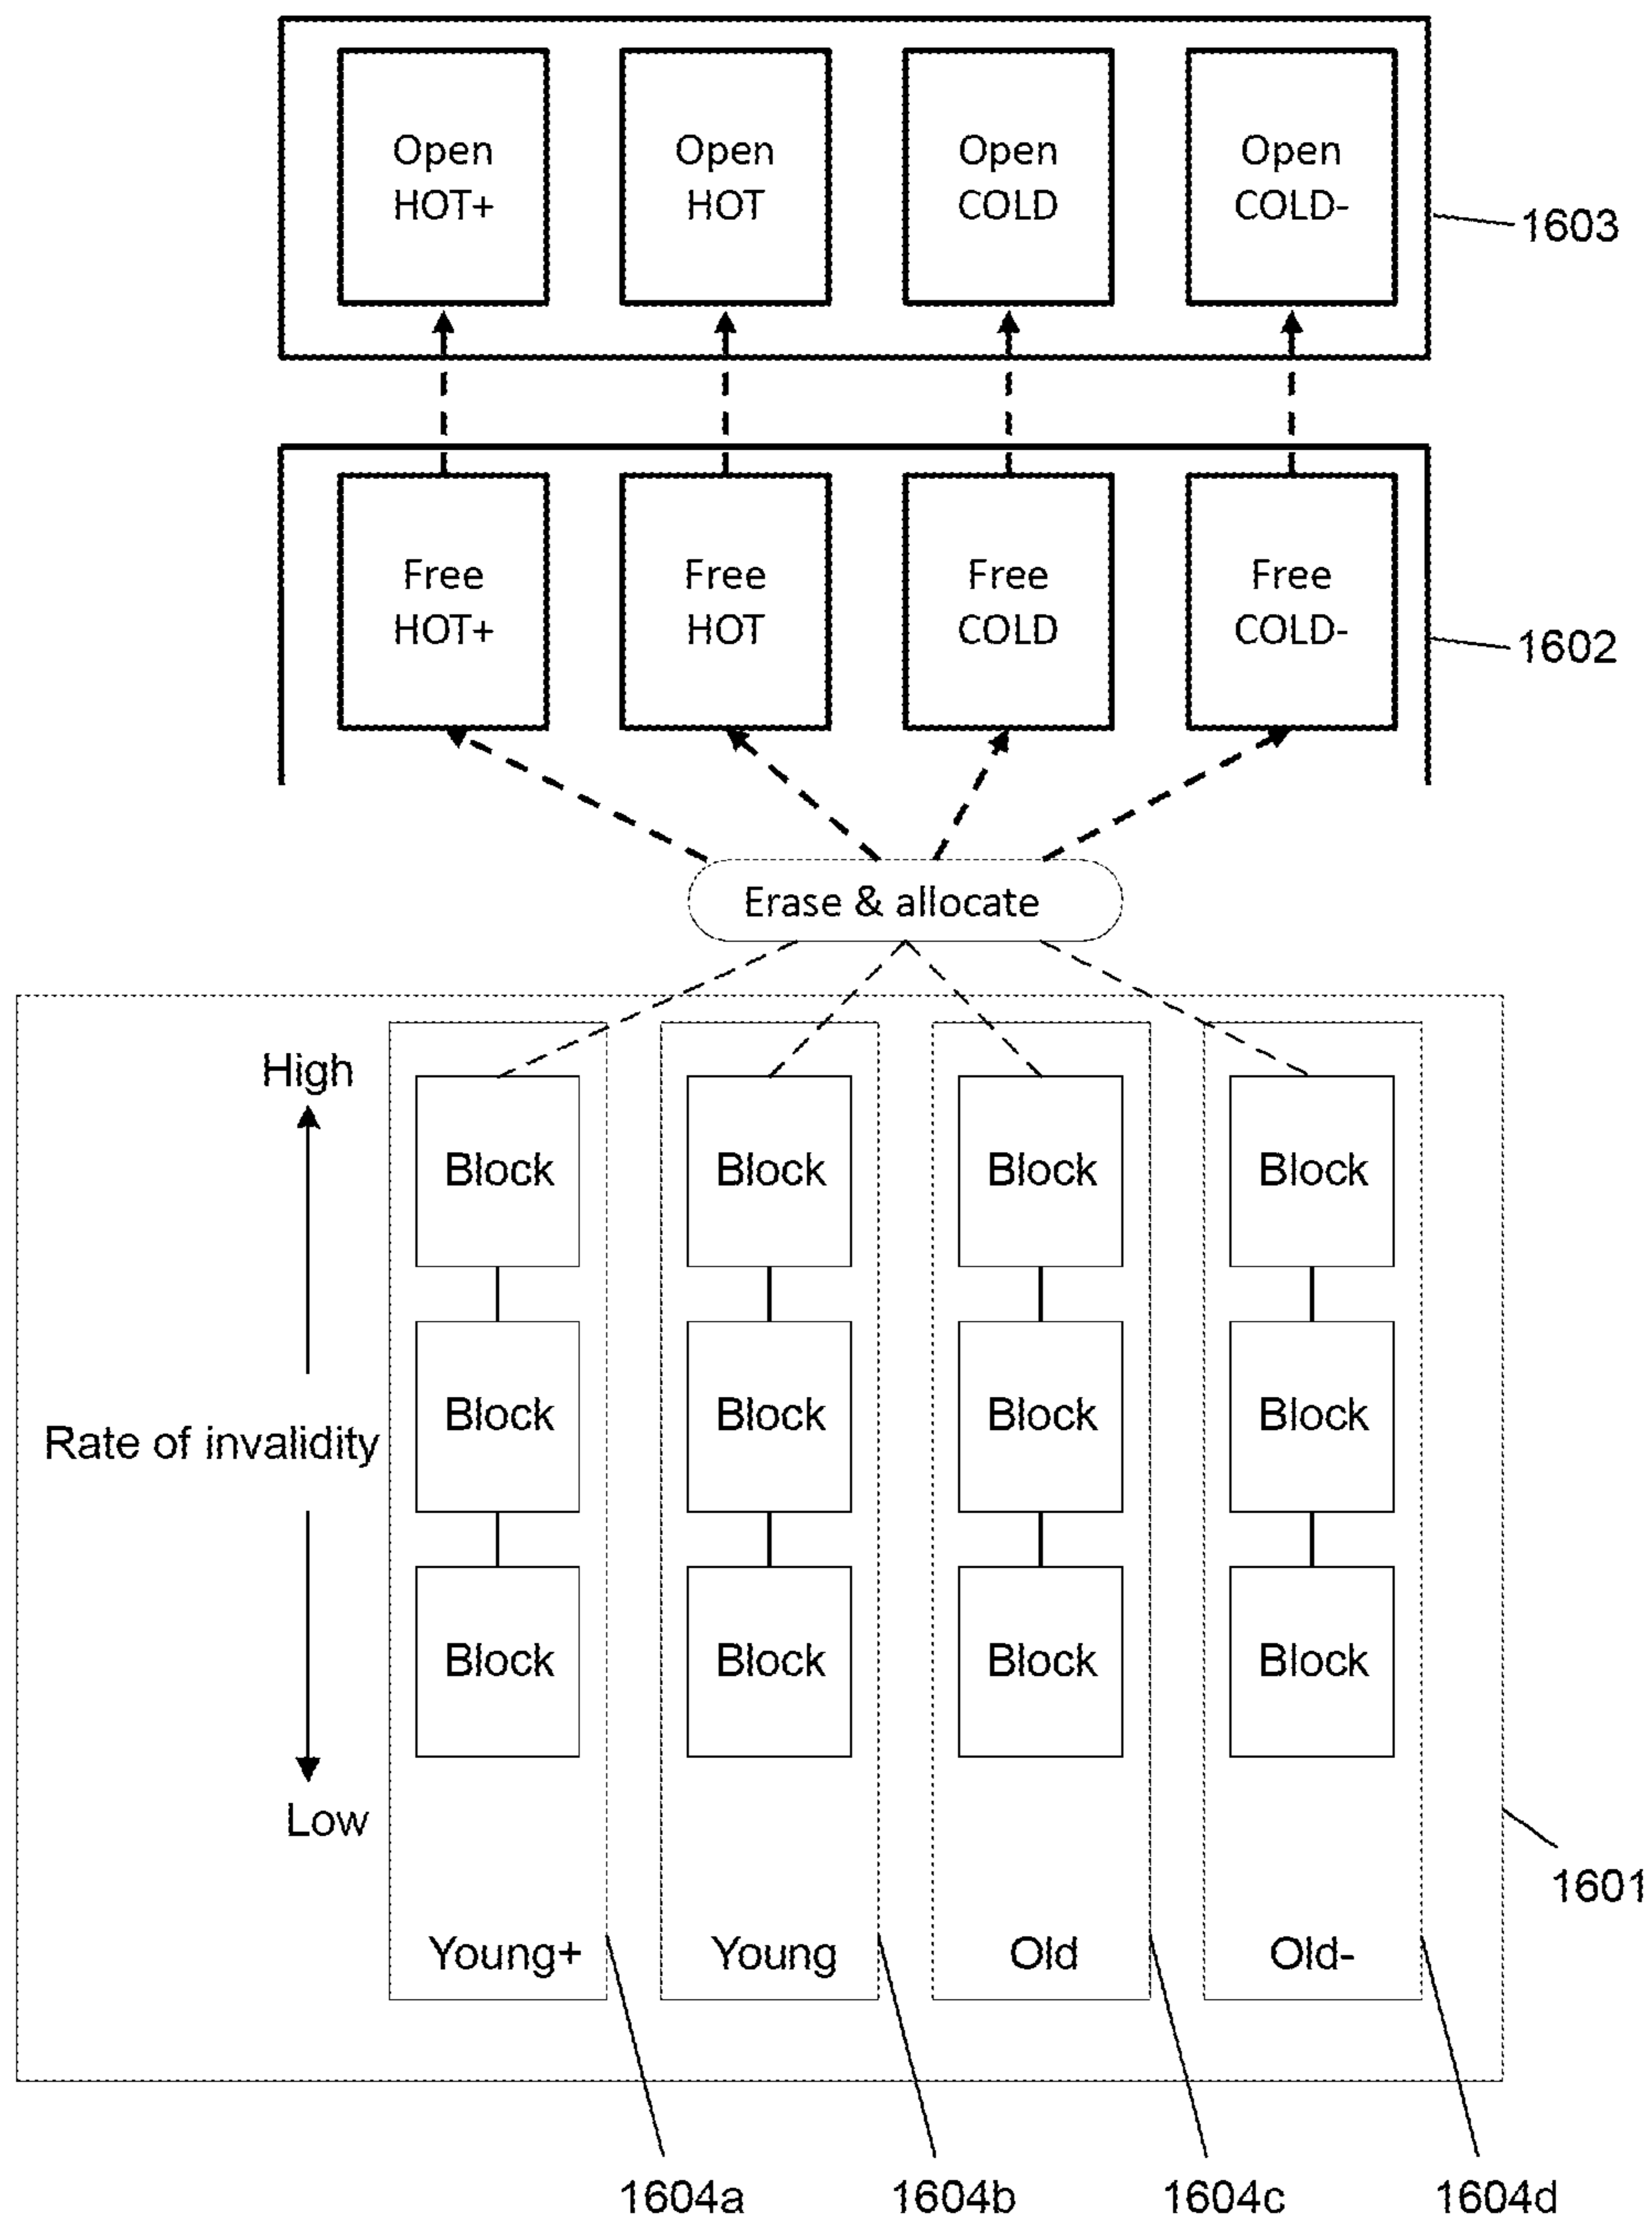 Open Open Open Open
HOT+ HOT COLD COLD-
1603
Free Free Free Free
HOT+ HOT COLD COLD-
1602
Erase & allocate
High
Block Block Block Block
Rate of invalidity
Block Block Block Block
Block Block Block Block
Low
1601
Young+ Young Old Old-
1604a 1604b 1604c 1604d